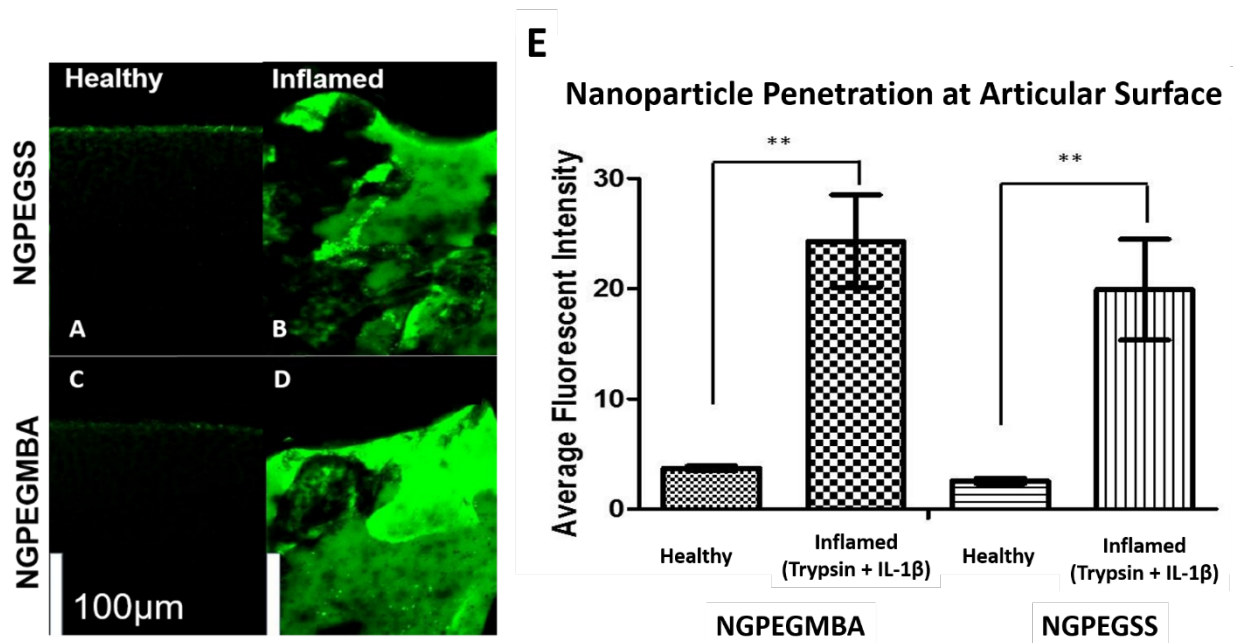 Healthy
Inflamed
NGPEGSS
A
B
NGPEGMBA
C
D
100µm
E
Nanoparticle Penetration at Articular Surface
Average Fluorescent Intensity
30
20
10
0
**
**
Healthy
Inflamed
(Trypsin + IL-1β)
Healthy
Inflamed
(Trypsin + IL-1β)
NGPEGMBA
NGPEGSS